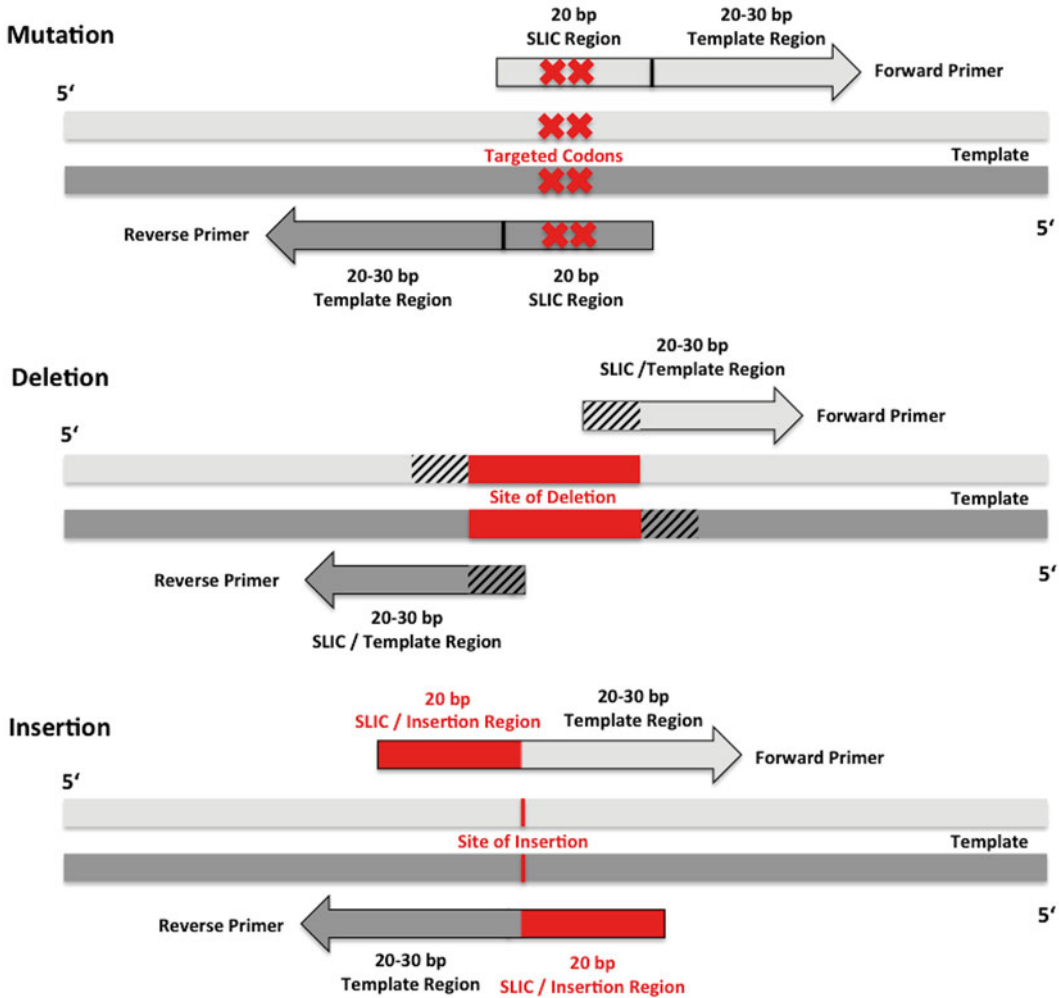 Mutation
20 bp
SLIC Region
20-30 bp
Template Region
Forward Primer
5‘
Targeted Codons
Template
Reverse Primer
5‘
20-30 bp
Template Region
20 bp
SLIC Region
Deletion
20-30 bp
SLIC /Template Region
Forward Primer
5‘
Site of Deletion
Template
Reverse Primer
5‘
20-30 bp
SLIC / Template Region
Insertion
20 bp
SLIC / Insertion Region
20-30 bp
Template Region
Forward Primer
5‘
Site of Insertion
Template
Reverse Primer
5‘
20-30 bp
Template Region
20 bp
SLIC / Insertion Region